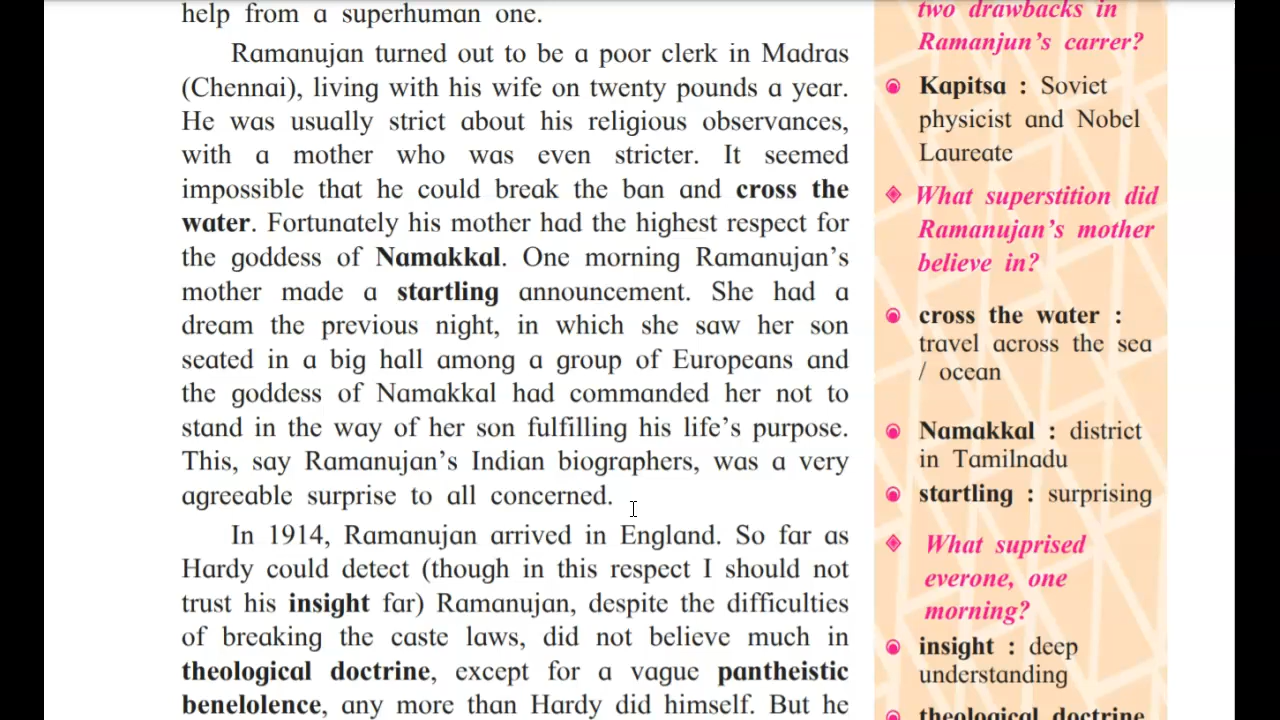 help from a superhuman one.
Ramanujan turned out to be a poor clerk in Madras
(Chennai), living with his wife on twenty pounds a year.
He was usually strict about his religious observances,
with a mother who was even stricter. It seemed
impossible that he could break the ban and cross the
water. Fortunately his mother had the highest respect for
the goddess of Namakkal. One morning Ramanujan's
mother made a startling announcement. She had a
dream the previous night, in which she saw her son
seated in a big hall among a group of Europeans and
the goddess of Namakkal had commanded her not to
stand in the way of her son fulfilling his life's purpose.
This, say Ramanujan's Indian biographers, was a very
agreeable surprise to all concerned.
In 1914, Ramanujan arrived in England. So far as
Hardy could detect (though in this respect I should not
trust his insight far) Ramanujan, despite the difficulties
of breaking the caste laws, did not believe much in
theological doctrine, except for a vague pantheistic
benelolence, any more than Hardy did himself. But he
two drawbacks in
Ramanjun's carrer?
Kapitsa : Soviet
physicist and Nobel
Laureate
What superstition did
Ramanujan's mother
believe in?
cross the water :
travel across the sea
/ ocean
Namakkal : district
in Tamilnadu
startling : surprising
What suprised
everone, one
morning?
insight : deep
understanding
theological doctrine